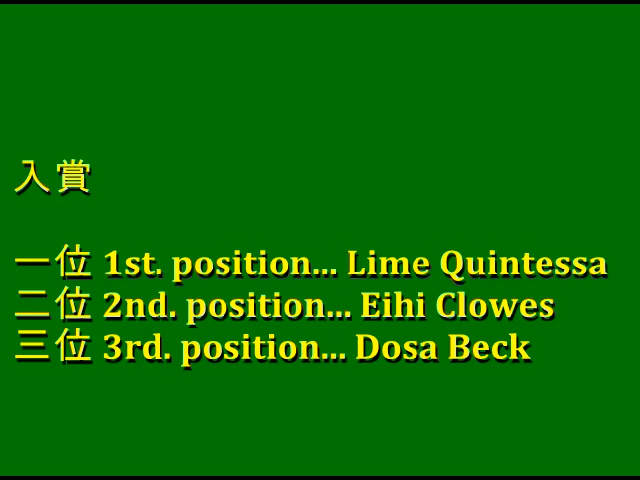 入賞
一位 1st. position... Lime Quintessa
二位 2nd. position... Eihi Clowes
三位 3rd. position... Dosa Beck